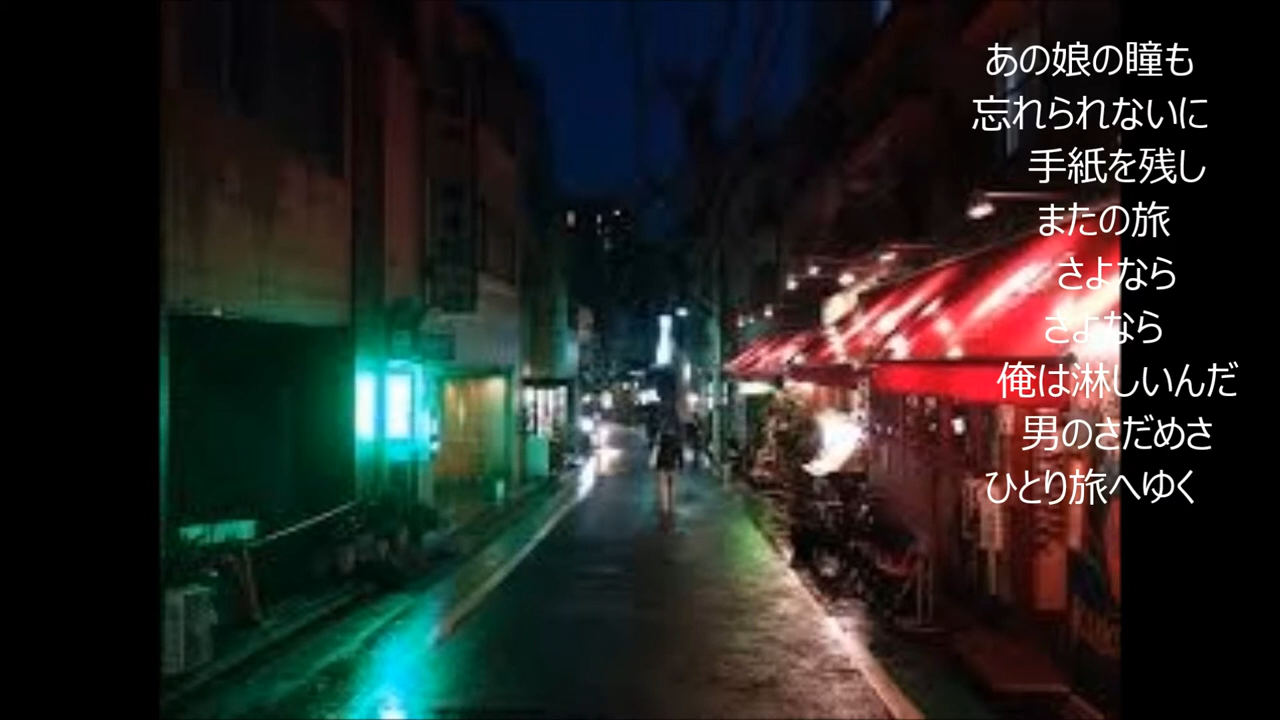 あの娘の瞳も
忘れられないに
手紙を残し
またの旅
さよなら
さよなら
俺は淋しいんだ
男のさだめさ
ひとり旅へゆく